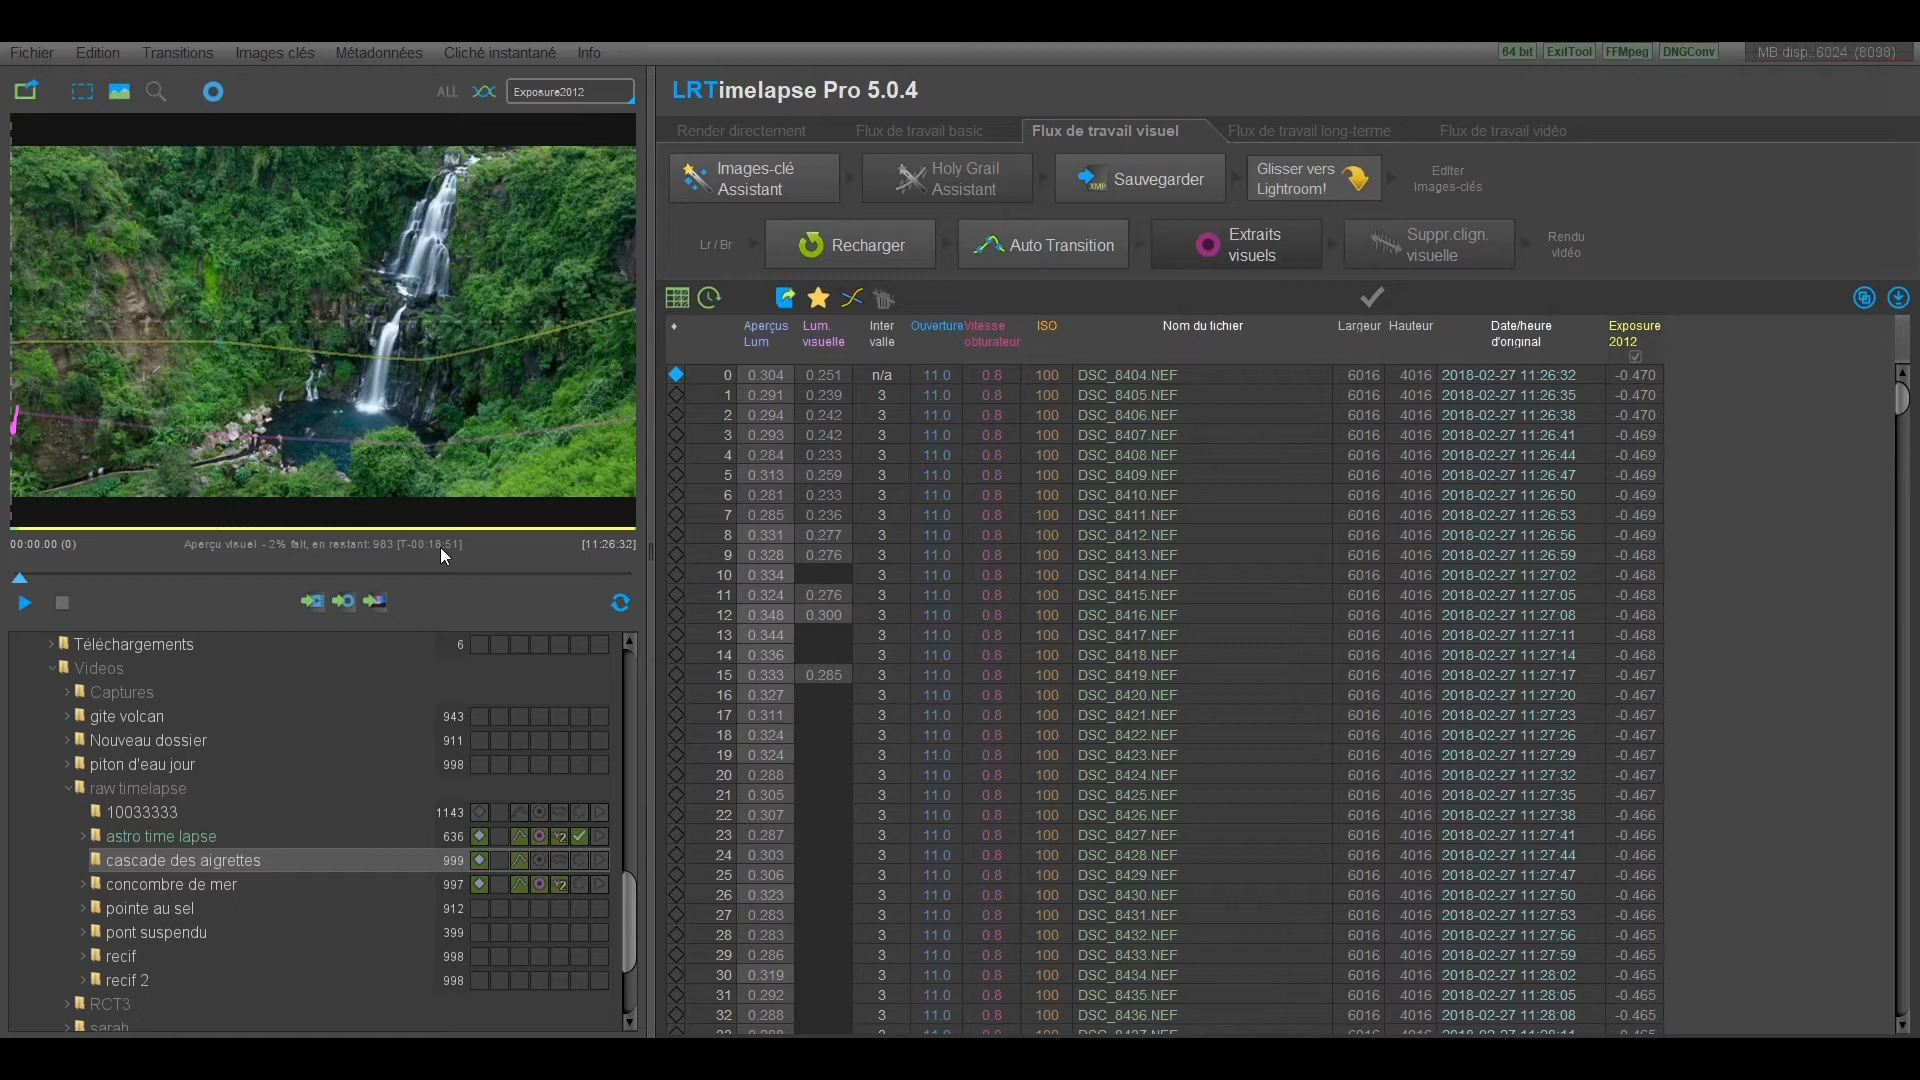 Fichier Edition Transitions Images clés Métadonnées Cliché instantané Info
64 bit ExifTool FFMpeg DNGConv MB disp.:6024 (8098)
ALL Exposure2012
LRTimelapse Pro 5.0.4
Render directement Flux de travail basic Flux de travail visuel Flux de travail long-terme Flux de travail vidéo
Images-clé Assistant
Holy Grail Assistant
XMP Sauvegarder
Glisser vers Lightroom!
Editer Images-clés
Lr / Br
Recharger
Auto Transition
Extraits visuels
Suppr.clign. visuelle
Rendu vidéo
Aperçus Lum
Lum. visuelle
Inter valle
Ouverture
Vitesse obturateur
ISO
Nom du fichier
Largeur
Hauteur
Date/heure d'original
Exposure 2012
0 0.304 0.251 n/a 11.0 0.8 100 DSC_8404.NEF 6016 4016 2018-02-27 11:26:32 -0.470
1 0.291 0.239 3 11.0 0.8 100 DSC_8405.NEF 6016 4016 2018-02-27 11:26:35 -0.470
2 0.294 0.242 3 11.0 0.8 100 DSC_8406.NEF 6016 4016 2018-02-27 11:26:38 -0.470
3 0.293 0.242 3 11.0 0.8 100 DSC_8407.NEF 6016 4016 2018-02-27 11:26:41 -0.469
4 0.284 0.233 3 11.0 0.8 100 DSC_8408.NEF 6016 4016 2018-02-27 11:26:44 -0.469
5 0.313 0.259 3 11.0 0.8 100 DSC_8409.NEF 6016 4016 2018-02-27 11:26:47 -0.469
6 0.281 0.233 3 11.0 0.8 100 DSC_8410.NEF 6016 4016 2018-02-27 11:26:50 -0.469
7 0.285 0.236 3 11.0 0.8 100 DSC_8411.NEF 6016 4016 2018-02-27 11:26:53 -0.469
8 0.331 0.277 3 11.0 0.8 100 DSC_8412.NEF 6016 4016 2018-02-27 11:26:56 -0.469
9 0.328 0.276 3 11.0 0.8 100 DSC_8413.NEF 6016 4016 2018-02-27 11:26:59 -0.468
10 0.334 3 11.0 0.8 100 DSC_8414.NEF 6016 4016 2018-02-27 11:27:02 -0.468
11 0.324 0.276 3 11.0 0.8 100 DSC_8415.NEF 6016 4016 2018-02-27 11:27:05 -0.468
12 0.348 0.300 3 11.0 0.8 100 DSC_8416.NEF 6016 4016 2018-02-27 11:27:08 -0.468
13 0.344 3 11.0 0.8 100 DSC_8417.NEF 6016 4016 2018-02-27 11:27:11 -0.468
14 0.336 3 11.0 0.8 100 DSC_8418.NEF 6016 4016 2018-02-27 11:27:14 -0.468
15 0.333 0.285 3 11.0 0.8 100 DSC_8419.NEF 6016 4016 2018-02-27 11:27:17 -0.467
16 0.327 3 11.0 0.8 100 DSC_8420.NEF 6016 4016 2018-02-27 11:27:20 -0.467
17 0.311 3 11.0 0.8 100 DSC_8421.NEF 6016 4016 2018-02-27 11:27:23 -0.467
18 0.324 3 11.0 0.8 100 DSC_8422.NEF 6016 4016 2018-02-27 11:27:26 -0.467
19 0.324 3 11.0 0.8 100 DSC_8423.NEF 6016 4016 2018-02-27 11:27:29 -0.467
20 0.288 3 11.0 0.8 100 DSC_8424.NEF 6016 4016 2018-02-27 11:27:32 -0.467
21 0.305 3 11.0 0.8 100 DSC_8425.NEF 6016 4016 2018-02-27 11:27:35 -0.467
22 0.307 3 11.0 0.8 100 DSC_8426.NEF 6016 4016 2018-02-27 11:27:38 -0.466
23 0.287 3 11.0 0.8 100 DSC_8427.NEF 6016 4016 2018-02-27 11:27:41 -0.466
24 0.303 3 11.0 0.8 100 DSC_8428.NEF 6016 4016 2018-02-27 11:27:44 -0.466
25 0.306 3 11.0 0.8 100 DSC_8429.NEF 6016 4016 2018-02-27 11:27:47 -0.466
26 0.323 3 11.0 0.8 100 DSC_8430.NEF 6016 4016 2018-02-27 11:27:50 -0.466
27 0.283 3 11.0 0.8 100 DSC_8431.NEF 6016 4016 2018-02-27 11:27:53 -0.466
28 0.283 3 11.0 0.8 100 DSC_8432.NEF 6016 4016 2018-02-27 11:27:56 -0.465
29 0.286 3 11.0 0.8 100 DSC_8433.NEF 6016 4016 2018-02-27 11:27:59 -0.465
30 0.319 3 11.0 0.8 100 DSC_8434.NEF 6016 4016 2018-02-27 11:28:02 -0.465
31 0.292 3 11.0 0.8 100 DSC_8435.NEF 6016 4016 2018-02-27 11:28:05 -0.465
32 0.288 3 11.0 0.8 100 DSC_8436.NEF 6016 4016 2018-02-27 11:28:08 -0.465
00:00.00 (0) Aperçu visuel - 2% fait, en restant: 983 [T-00:18:51] [11:26:32]
Téléchargements 6
Videos
Captures
gite volcan 943
Nouveau dossier 911
piton d'eau jour 998
raw timelapse
10033333 1143
astro time lapse 636
cascade des aigrettes 999
concombre de mer 997
pointe au sel 912
pont suspendu 399
recif 998
recif 2 998
RCT3
sarah